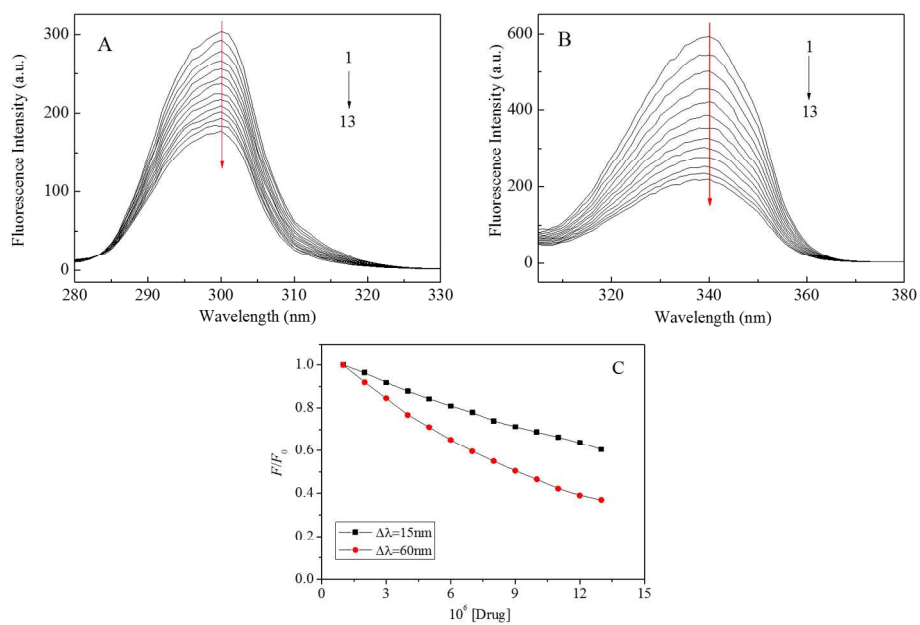 A
1
13
Fluorescence Intensity (a.u.)
300
200
100
0
280 290 300 310 320 330
Wavelength (nm)
B
1
13
Fluorescence Intensity (a.u.)
600
400
200
0
320 340 360 380
Wavelength (nm)
C
F/F0
1.0
0.8
0.6
0.4
0.2
0.0
Δλ=15nm
Δλ=60nm
0 3 6 9 12 15
10^6 [Drug]